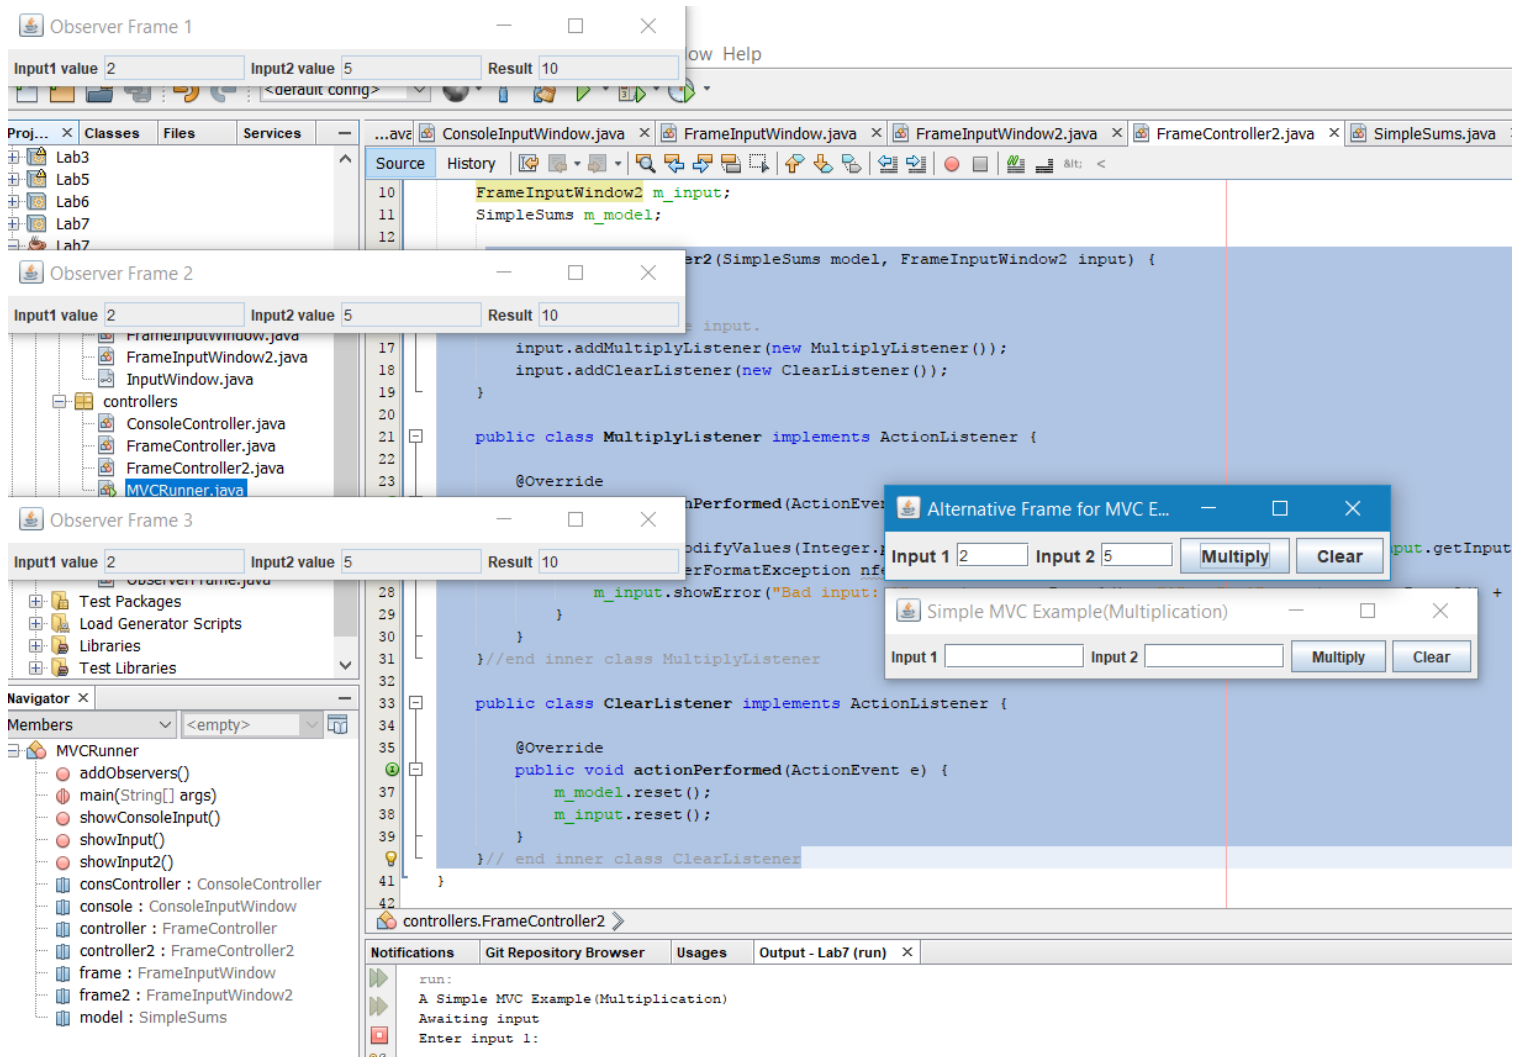 Observer Frame 1
Input1 value 2 Input2 value 5 Result 10
Help
<default config>
Proj... Classes Files Services
Lab3
Lab5
Lab6
Lab7
Lab7
Observer Frame 2
Input1 value 2 Input2 value 5 Result 10
FrameInputWindow.java
FrameInputWindow2.java
InputWindow.java
controllers
ConsoleController.java
FrameController.java
FrameController2.java
MVCRunner.java
Observer Frame 3
Input1 value 2 Input2 value 5 Result 10
ObserverFrame.java
Test Packages
Load Generator Scripts
Libraries
Test Libraries
Navigator
Members <empty>
MVCRunner
addObservers()
main(String[] args)
showConsoleInput()
showInput()
showInput2()
consController : ConsoleController
console : ConsoleInputWindow
controller : FrameController
controller2 : FrameController2
frame : FrameInputWindow
frame2 : FrameInputWindow2
model : SimpleSums
...ava ConsoleInputWindow.java FrameInputWindow.java FrameInputWindow2.java FrameController2.java SimpleSums.java
Source History &lt; <
10 FrameInputWindow2 m_input;
11 SimpleSums m_model;
12
er2(SimpleSums model, FrameInputWindow2 input) {
e input.
17 input.addMultiplyListener(new MultiplyListener());
18 input.addClearListener(new ClearListener());
19 }
20
21 public class MultiplyListener implements ActionListener {
22
23 @Override
nPerformed(ActionEve
odifyValues(Integer. put.getInput
erFormatException nfe
28 m_input.showError("Bad input: +
29 }
30 }
31 }//end inner class MultiplyListener
32
33 public class ClearListener implements ActionListener {
34
35 @Override
public void actionPerformed(ActionEvent e) {
37 m_model.reset();
38 m_input.reset();
39 }
}// end inner class ClearListener
41 }
42
Alternative Frame for MVC E...
Input 1 2 Input 2 5 Multiply Clear
Simple MVC Example(Multiplication)
Input 1 Input 2 Multiply Clear
controllers.FrameController2
Notifications Git Repository Browser Usages Output - Lab7 (run)
run:
A Simple MVC Example(Multiplication)
Awaiting input
Enter input 1: